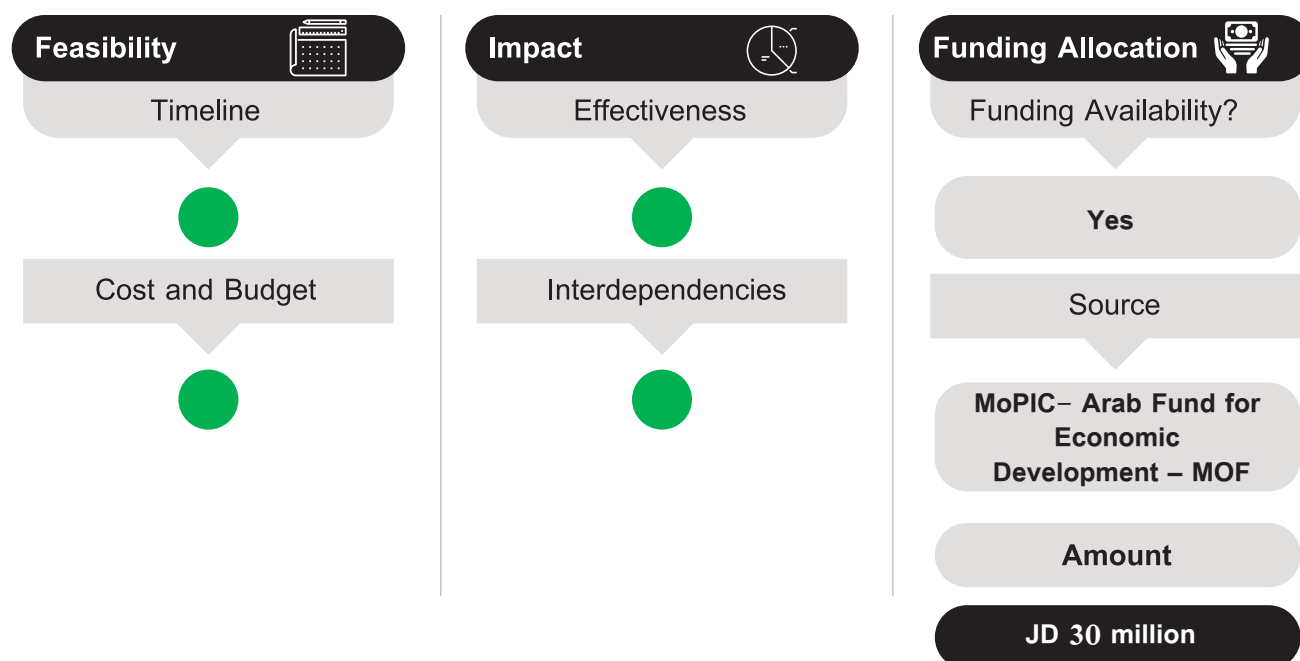 Feasibility
Timeline
Cost and Budget
Impact
Effectiveness
Interdependencies
Funding Allocation
Funding Availability?
Yes
Source
MoPIC– Arab Fund for
Economic
Development – MOF
Amount
JD 30 million